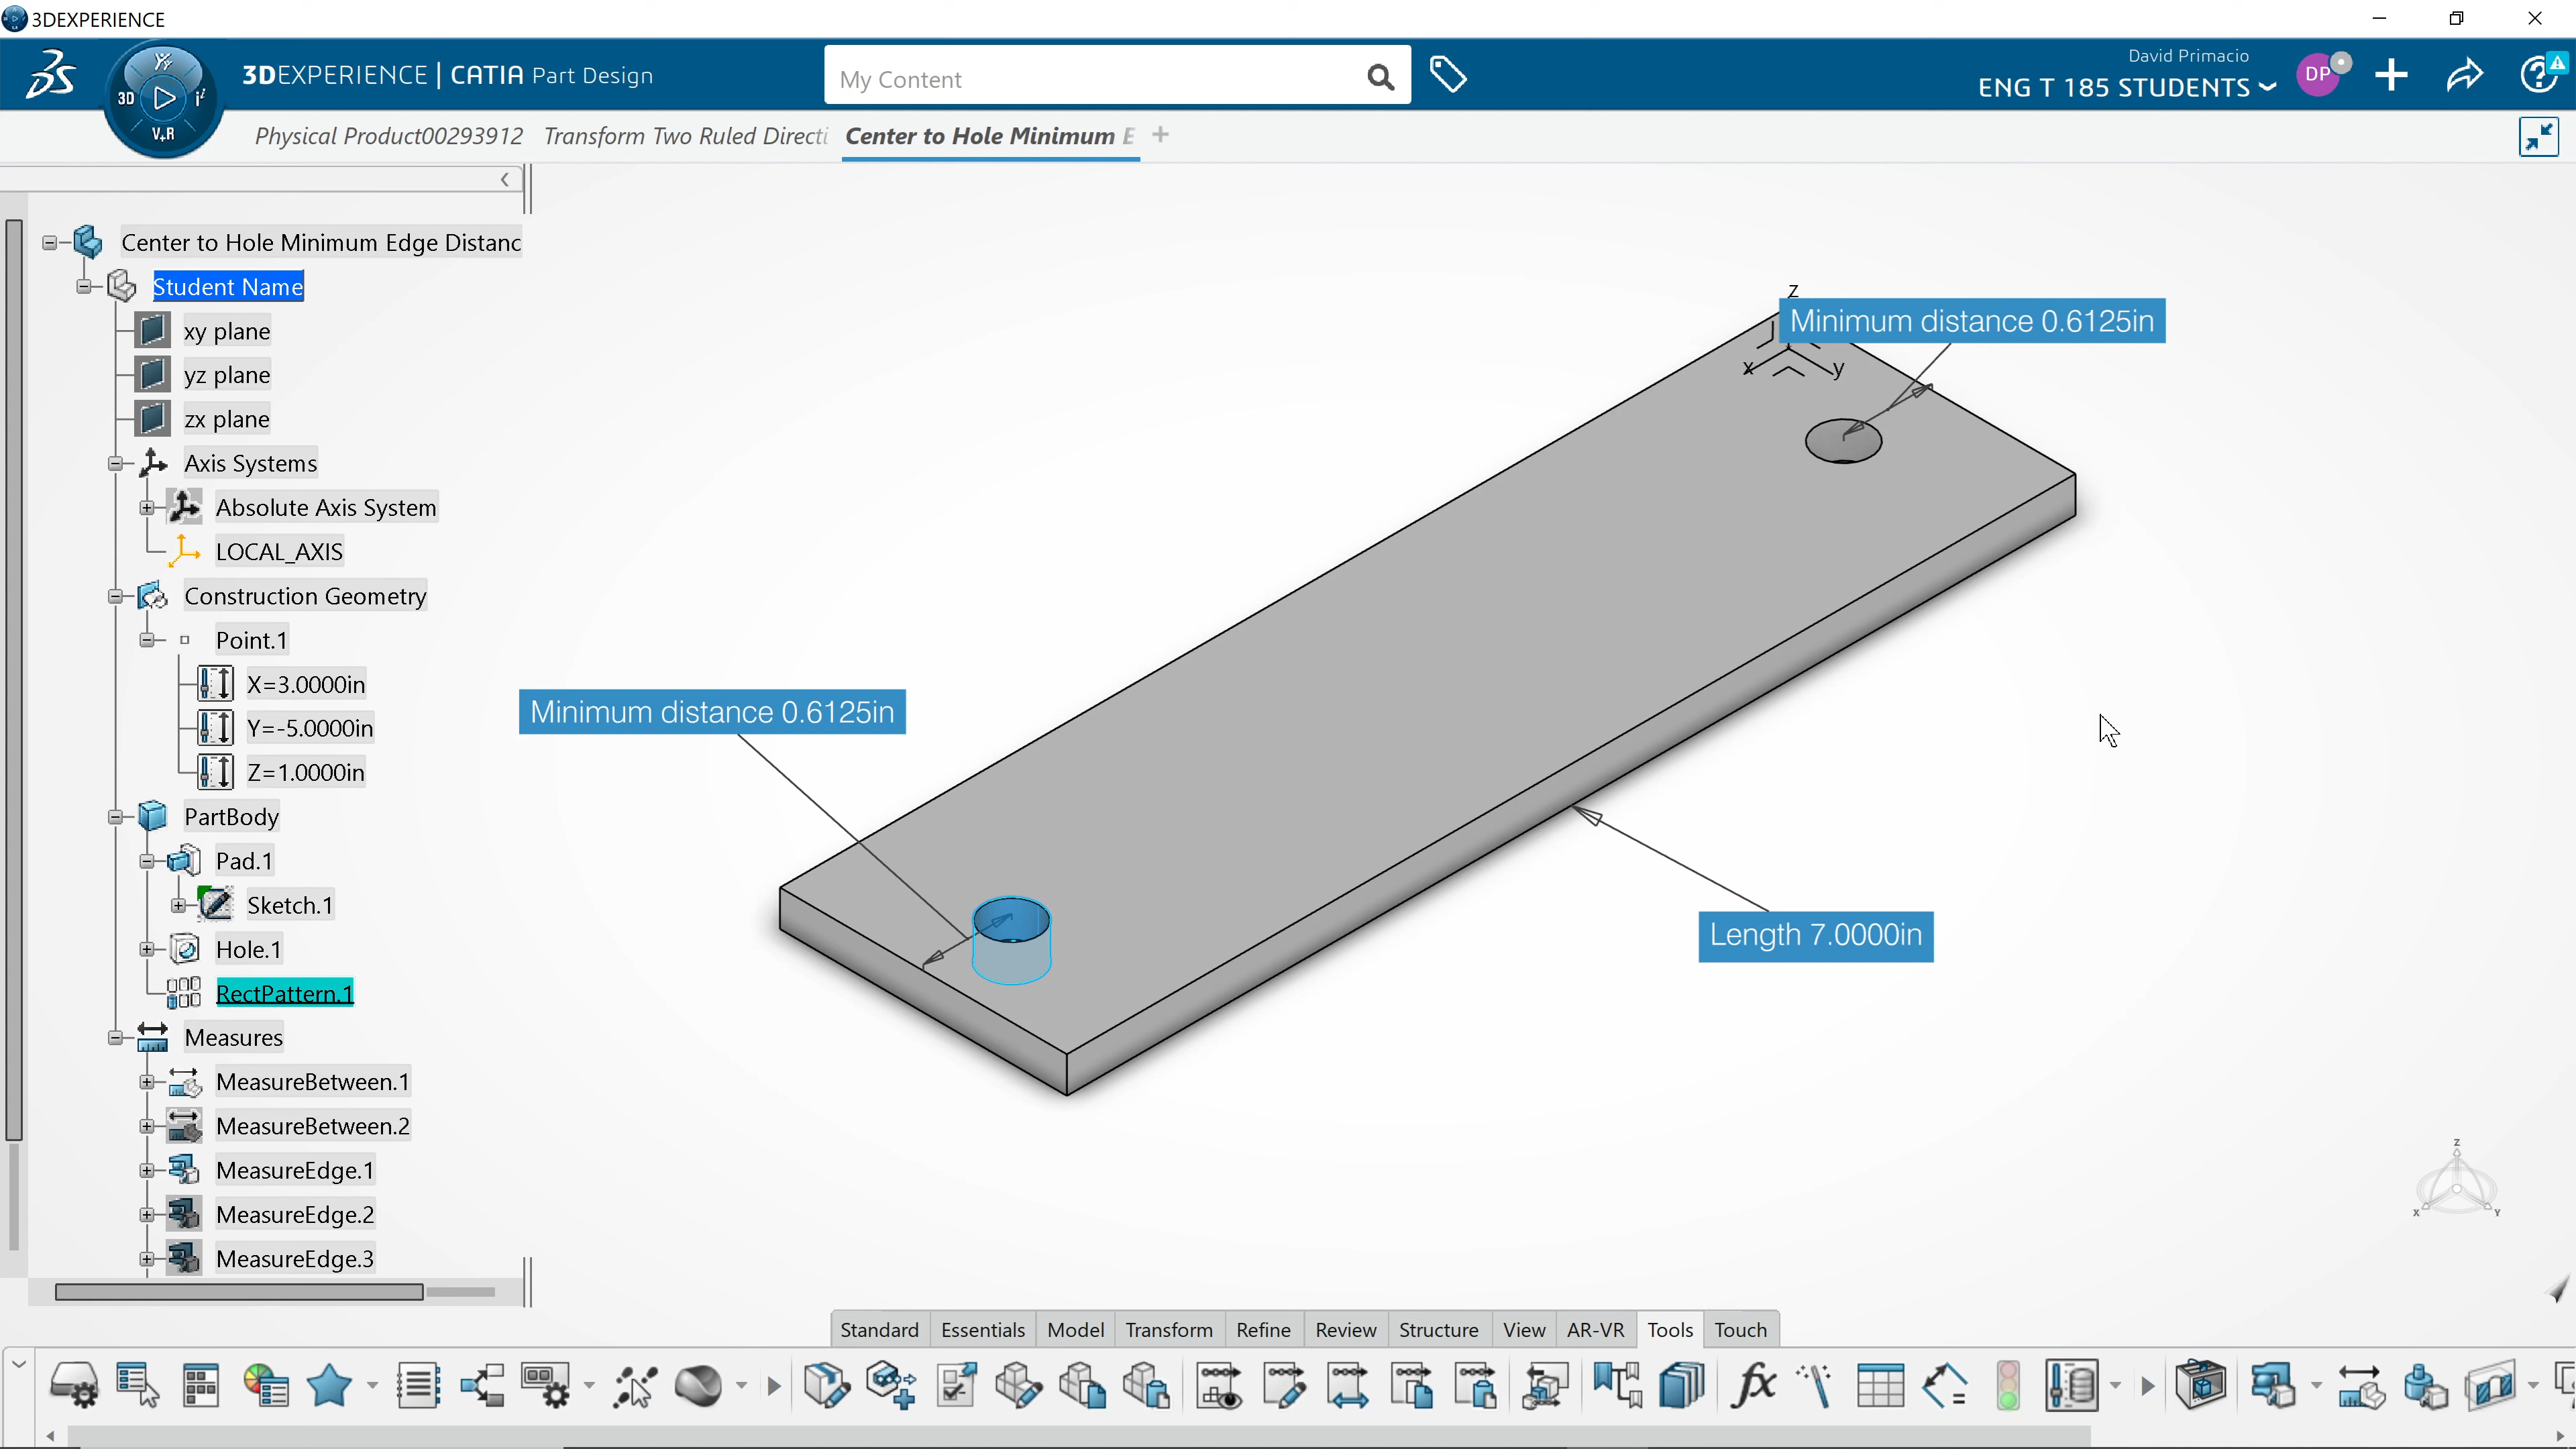 3DEXPERIENCE
3DEXPERIENCE | CATIA Part Design
My Content
David Primacio
ENG T 185 STUDENTS
DP
3D
V+R
Physical Product00293912
Transform Two Ruled Directi
Center to Hole Minimum E
Center to Hole Minimum Edge Distanc
Student Name
xy plane
yz plane
zx plane
Axis Systems
Absolute Axis System
LOCAL_AXIS
Construction Geometry
Point.1
X=3.0000in
Y=-5.0000in
Z=1.0000in
PartBody
Pad.1
Sketch.1
Hole.1
RectPattern.1
Measures
MeasureBetween.1
MeasureBetween.2
MeasureEdge.1
MeasureEdge.2
MeasureEdge.3
z
Minimum distance 0.6125in
x
y
Minimum distance 0.6125in
Length 7.0000in
z
x
Y
Standard
Essentials
Model
Transform
Refine
Review
Structure
View
AR-VR
Tools
Touch
fx